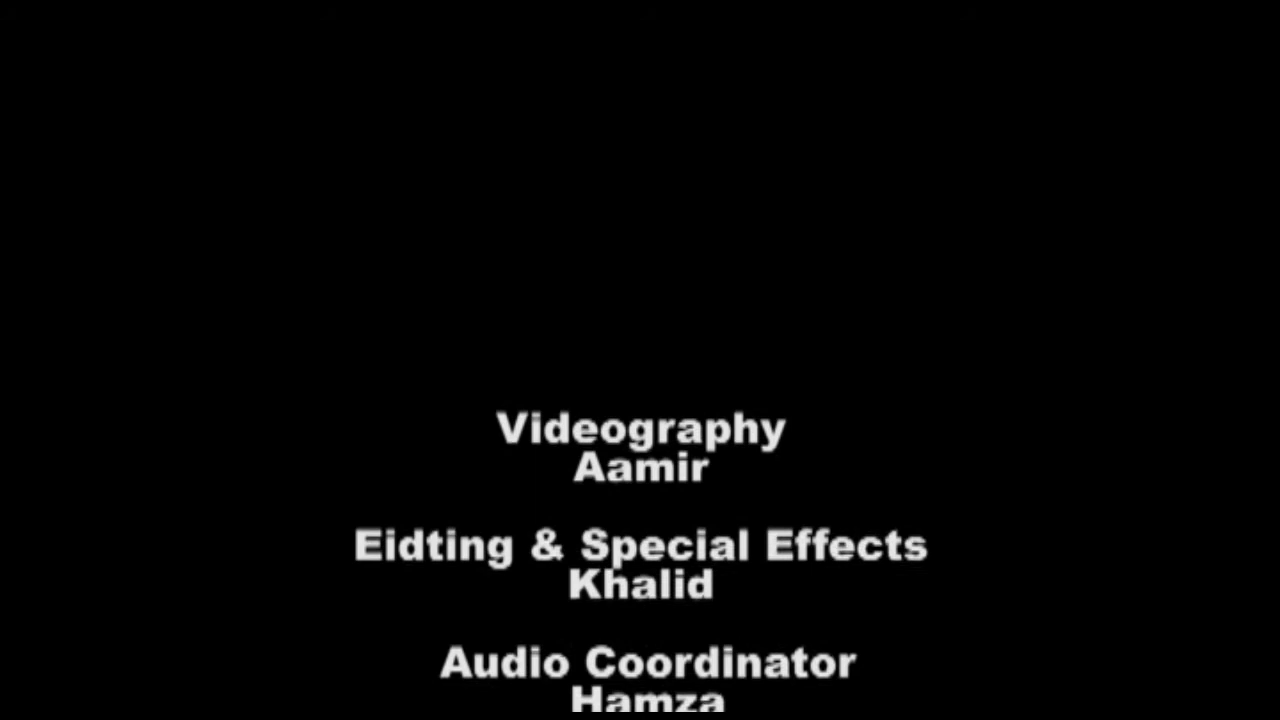 Videography
Aamir
Eidting & Special Effects
Khalid
Audio Coordinator
Hamza